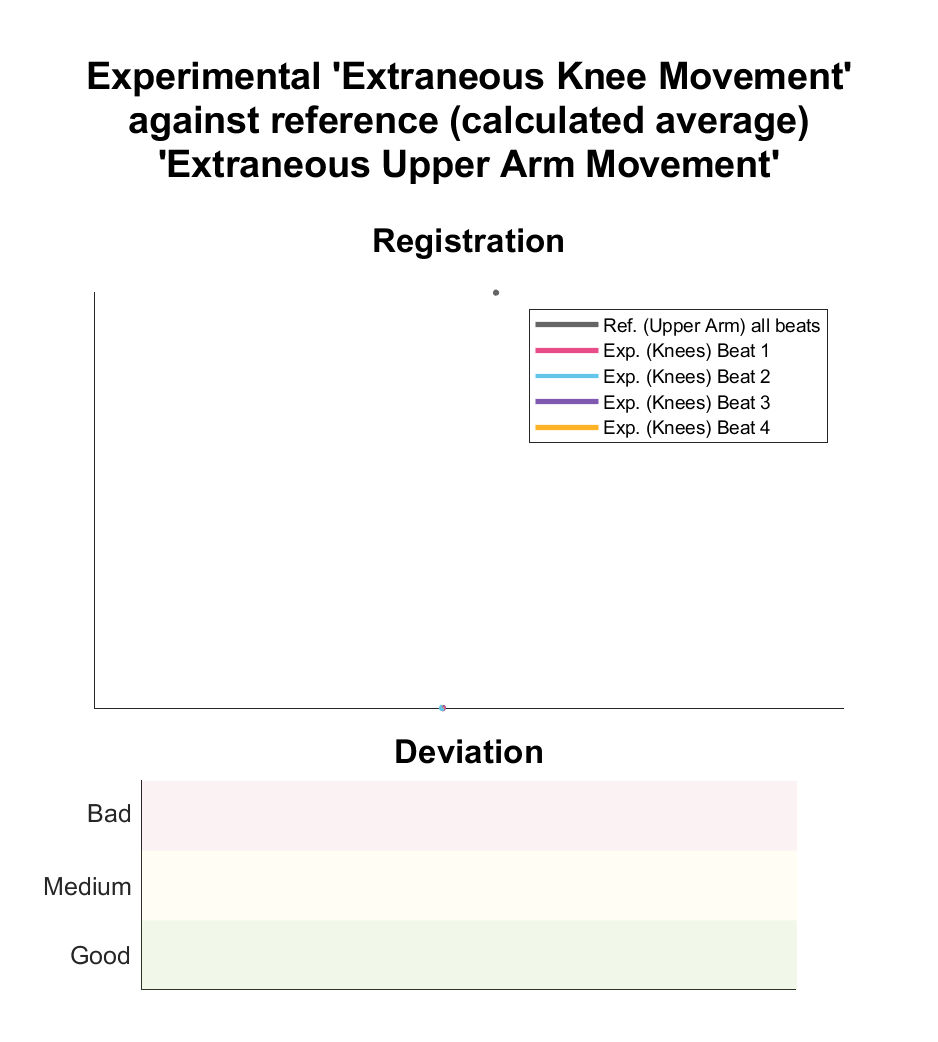 Experimental 'Extraneous Knee Movement'
against reference (calculated average)
'Extraneous Upper Arm Movement'
Registration
Ref. (Upper Arm) all beats
Exp. (Knees) Beat 1
Exp. (Knees) Beat 2
Exp. (Knees) Beat 3
Exp. (Knees) Beat 4
Deviation
Bad
Medium
Good